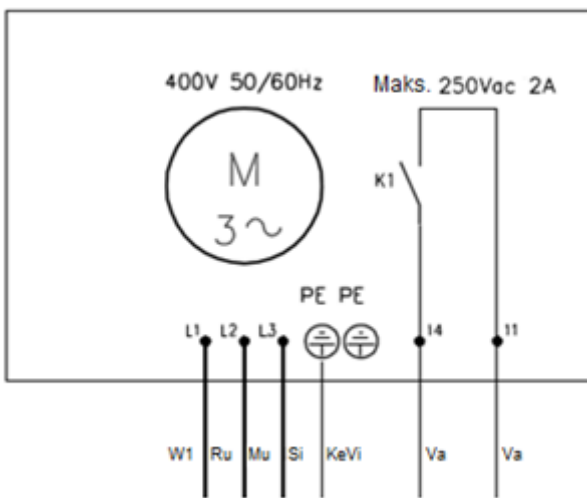 400V 50/60Hz Maks. 250Vac 2A
M
3~
K1
PE PE
L1 L2 L3 14 11
W1 Ru Mu Si KeVi Va Va